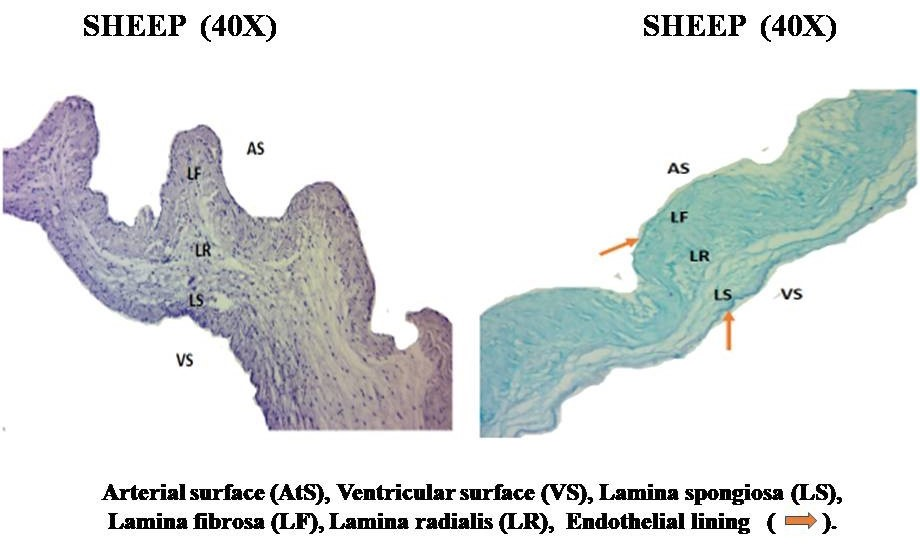 SHEEP (40X)
SHEEP (40X)
AS
LF
LR
LS
VS
AS
LF
LR
LS
VS
Arterial surface (AtS), Ventricular surface (VS), Lamina spongiosa (LS),
Lamina fibrosa (LF), Lamina radialis (LR), Endothelial lining ( ).